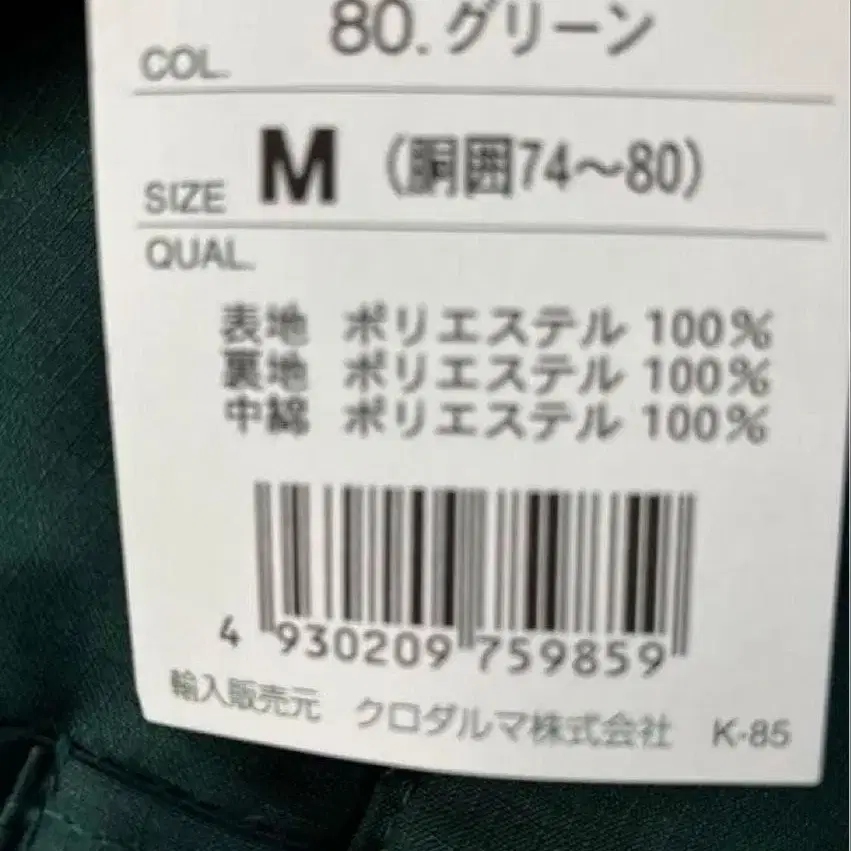 COL. 80.グリーン
SIZE M (胴囲74～80)
QUAL.
表地 ポリエステル 100%
裏地 ポリエステル 100%
中綿 ポリエステル 100%
4 930209 759859
輸入販売元 クロダルマ株式会社 K-85